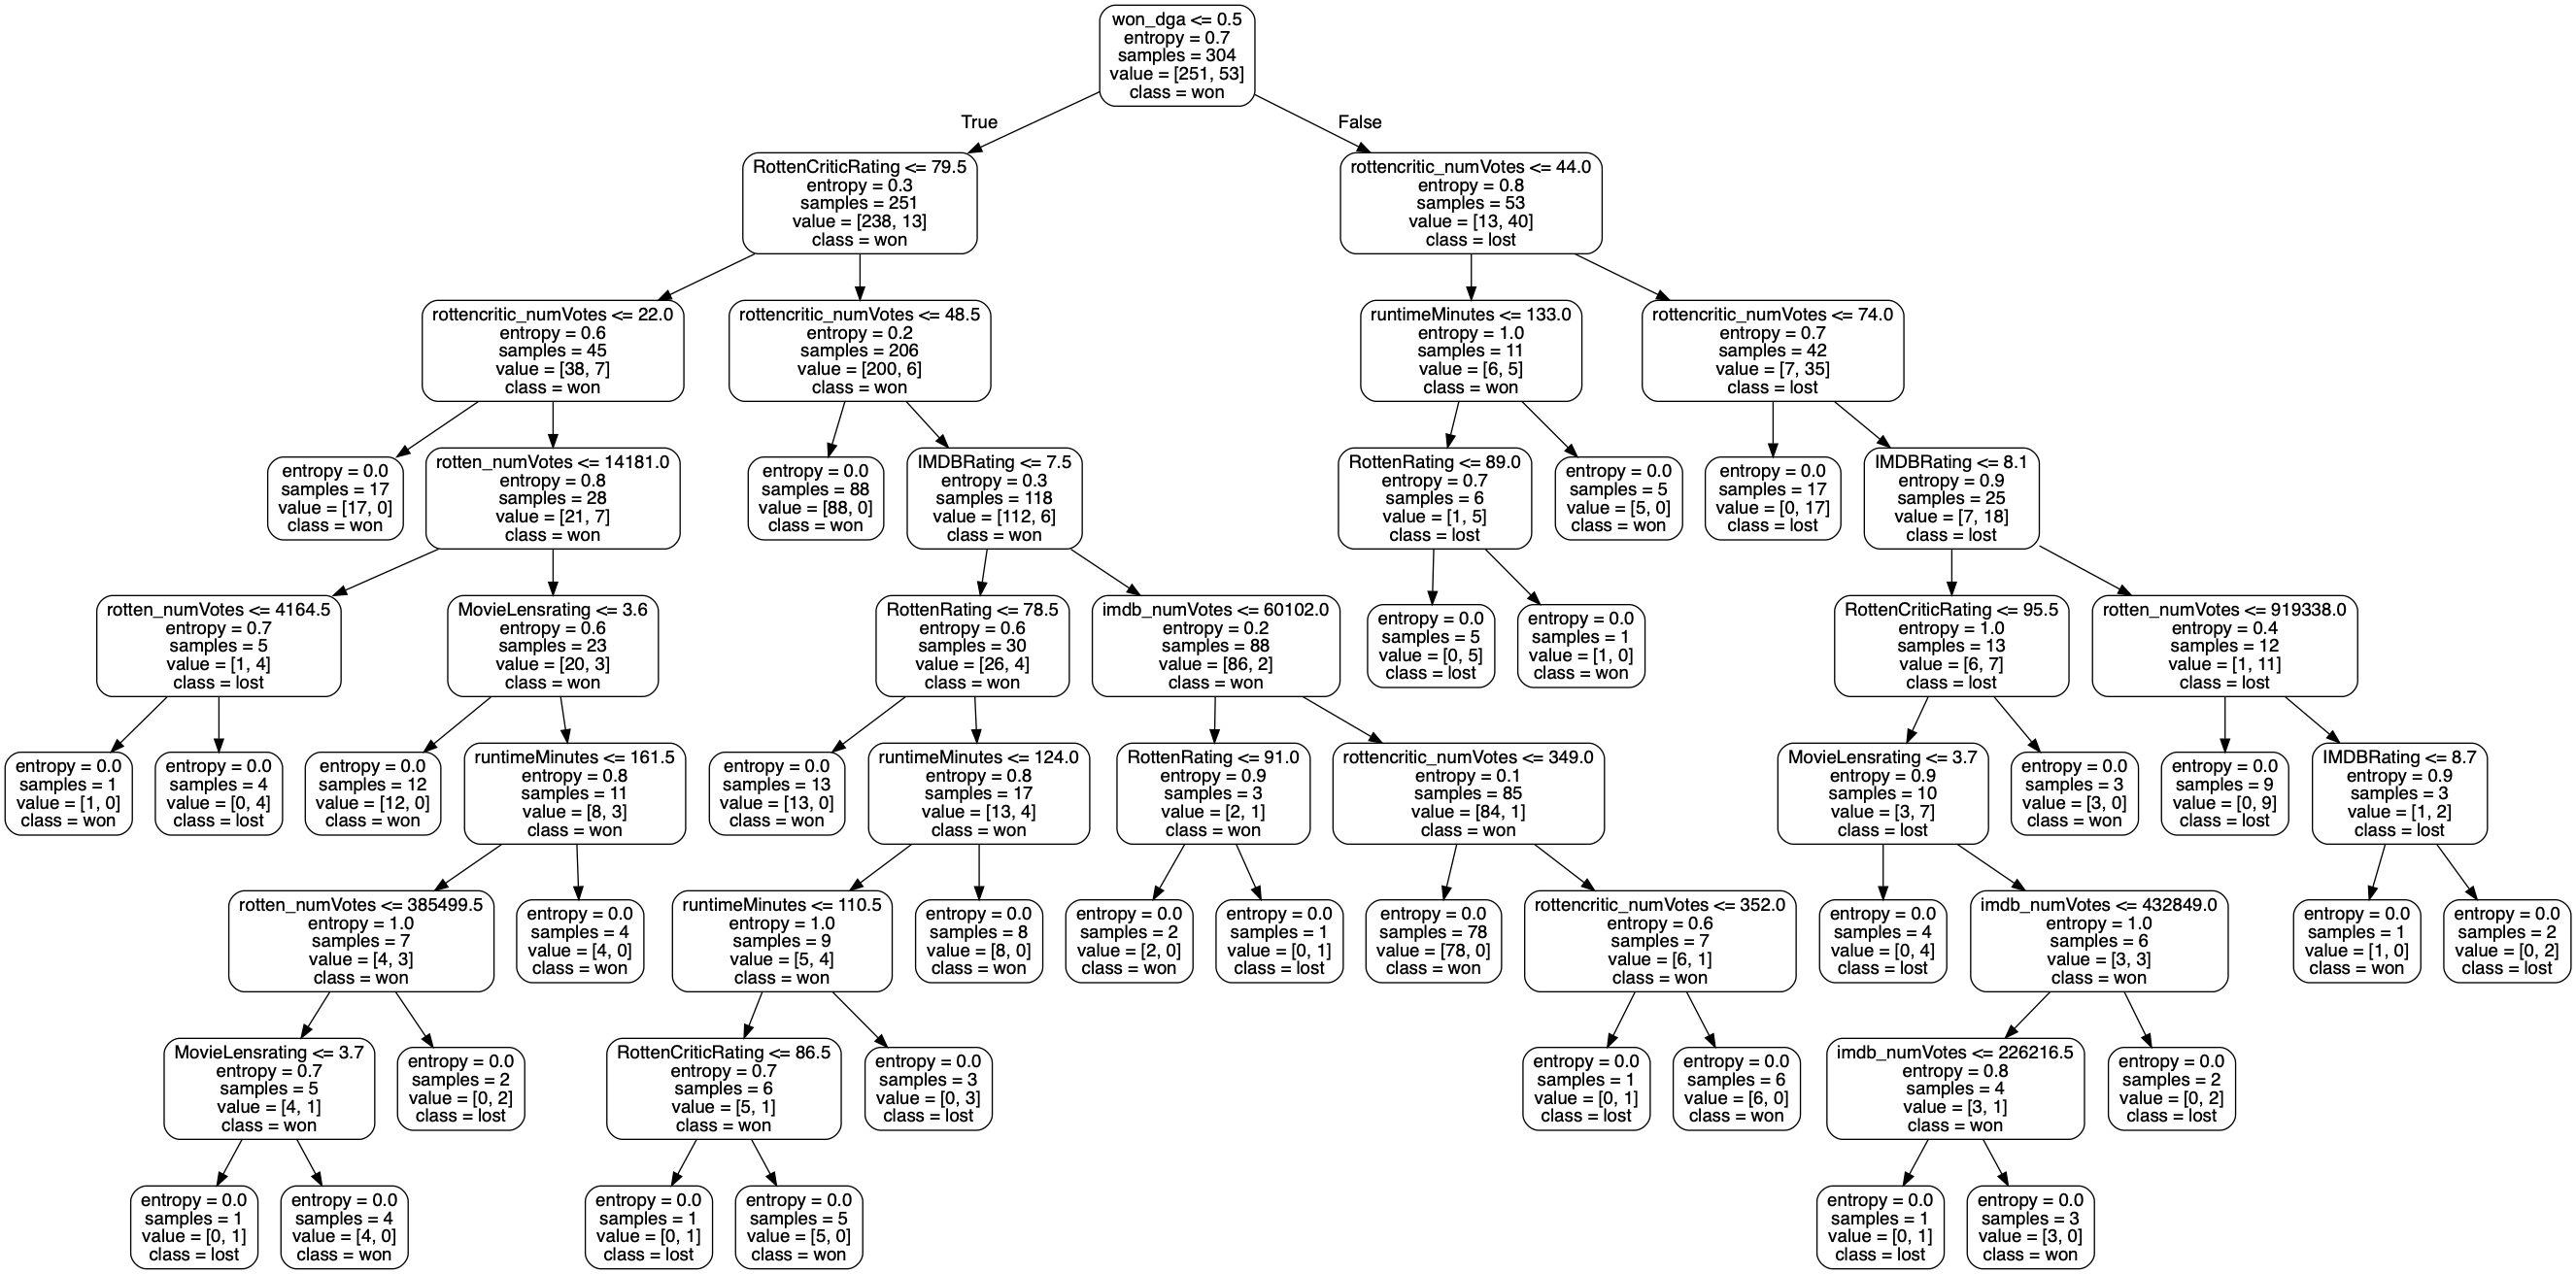 won_dga <= 0.5
entropy = 0.7
samples = 304
value = [251, 53]
class = won
True
False
RottenCriticRating <= 79.5
entropy = 0.3
samples = 251
value = [238, 13]
class = won
rottencritic_numVotes <= 44.0
entropy = 0.8
samples = 53
value = [13, 40]
class = lost
rottencritic_numVotes <= 22.0
entropy = 0.6
samples = 45
value = [38, 7]
class = won
rottencritic_numVotes <= 48.5
entropy = 0.2
samples = 206
value = [200, 6]
class = won
runtimeMinutes <= 133.0
entropy = 1.0
samples = 11
value = [6, 5]
class = won
rottencritic_numVotes <= 74.0
entropy = 0.7
samples = 42
value = [7, 35]
class = lost
entropy = 0.0
samples = 17
value = [17, 0]
class = won
rotten_numVotes <= 14181.0
entropy = 0.8
samples = 28
value = [21, 7]
class = won
entropy = 0.0
samples = 88
value = [88, 0]
class = won
IMDBRating <= 7.5
entropy = 0.3
samples = 118
value = [112, 6]
class = won
RottenRating <= 89.0
entropy = 0.7
samples = 6
value = [1, 5]
class = lost
entropy = 0.0
samples = 5
value = [5, 0]
class = won
entropy = 0.0
samples = 17
value = [0, 17]
class = lost
IMDBRating <= 8.1
entropy = 0.9
samples = 25
value = [7, 18]
class = lost
rotten_numVotes <= 4164.5
entropy = 0.7
samples = 5
value = [1, 4]
class = lost
MovieLensrating <= 3.6
entropy = 0.6
samples = 23
value = [20, 3]
class = won
RottenRating <= 78.5
entropy = 0.6
samples = 30
value = [26, 4]
class = won
imdb_numVotes <= 60102.0
entropy = 0.2
samples = 88
value = [86, 2]
class = won
entropy = 0.0
samples = 5
value = [0, 5]
class = lost
entropy = 0.0
samples = 1
value = [1, 0]
class = won
RottenCriticRating <= 95.5
entropy = 1.0
samples = 13
value = [6, 7]
class = lost
rotten_numVotes <= 919338.0
entropy = 0.4
samples = 12
value = [1, 11]
class = lost
entropy = 0.0
samples = 1
value = [1, 0]
class = won
entropy = 0.0
samples = 4
value = [0, 4]
class = lost
entropy = 0.0
samples = 12
value = [12, 0]
class = won
runtimeMinutes <= 161.5
entropy = 0.8
samples = 11
value = [8, 3]
class = won
entropy = 0.0
samples = 13
value = [13, 0]
class = won
runtimeMinutes <= 124.0
entropy = 0.8
samples = 17
value = [13, 4]
class = won
RottenRating <= 91.0
entropy = 0.9
samples = 3
value = [2, 1]
class = won
rottencritic_numVotes <= 349.0
entropy = 0.1
samples = 85
value = [84, 1]
class = won
MovieLensrating <= 3.7
entropy = 0.9
samples = 10
value = [3, 7]
class = lost
entropy = 0.0
samples = 3
value = [3, 0]
class = won
entropy = 0.0
samples = 9
value = [0, 9]
class = lost
IMDBRating <= 8.7
entropy = 0.9
samples = 3
value = [1, 2]
class = lost
rotten_numVotes <= 385499.5
entropy = 1.0
samples = 7
value = [4, 3]
class = won
entropy = 0.0
samples = 4
value = [4, 0]
class = won
runtimeMinutes <= 110.5
entropy = 1.0
samples = 9
value = [5, 4]
class = won
entropy = 0.0
samples = 8
value = [8, 0]
class = won
entropy = 0.0
samples = 2
value = [2, 0]
class = won
entropy = 0.0
samples = 1
value = [0, 1]
class = lost
entropy = 0.0
samples = 78
value = [78, 0]
class = won
rottencritic_numVotes <= 352.0
entropy = 0.6
samples = 7
value = [6, 1]
class = won
entropy = 0.0
samples = 4
value = [0, 4]
class = lost
imdb_numVotes <= 432849.0
entropy = 1.0
samples = 6
value = [3, 3]
class = won
entropy = 0.0
samples = 1
value = [1, 0]
class = won
entropy = 0.0
samples = 2
value = [0, 2]
class = lost
MovieLensrating <= 3.7
entropy = 0.7
samples = 5
value = [4, 1]
class = won
entropy = 0.0
samples = 2
value = [0, 2]
class = lost
RottenCriticRating <= 86.5
entropy = 0.7
samples = 6
value = [5, 1]
class = won
entropy = 0.0
samples = 3
value = [0, 3]
class = lost
entropy = 0.0
samples = 1
value = [0, 1]
class = lost
entropy = 0.0
samples = 6
value = [6, 0]
class = won
imdb_numVotes <= 226216.5
entropy = 0.8
samples = 4
value = [3, 1]
class = won
entropy = 0.0
samples = 2
value = [0, 2]
class = lost
entropy = 0.0
samples = 1
value = [0, 1]
class = lost
entropy = 0.0
samples = 4
value = [4, 0]
class = won
entropy = 0.0
samples = 1
value = [0, 1]
class = lost
entropy = 0.0
samples = 5
value = [5, 0]
class = won
entropy = 0.0
samples = 1
value = [0, 1]
class = lost
entropy = 0.0
samples = 3
value = [3, 0]
class = won